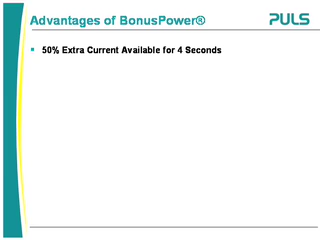 Advantages of BonusPower®
PULS
50% Extra Current Available for 4 Seconds